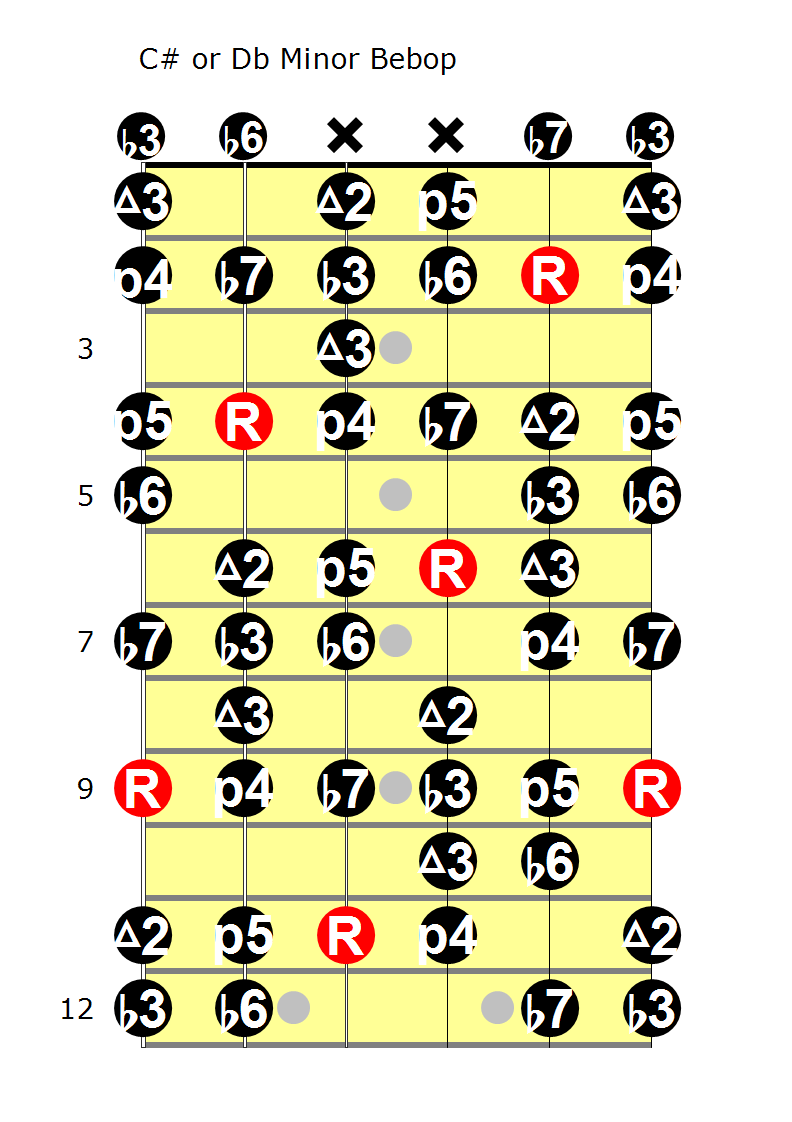 C# or Db Minor Bebop
♭3 ♭6 × × ♭7 ♭3
Δ3 Δ2 p5 Δ3
p4 ♭7 ♭3 ♭6 R p4
3 Δ3
p5 R p4 ♭7 Δ2 p5
5 ♭6 ♭3 ♭6
Δ2 p5 R Δ3
7 ♭7 ♭3 ♭6 p4 ♭7
Δ3 Δ2
9 R p4 ♭7 ♭3 p5 R
Δ3 ♭6
Δ2 p5 R p4 Δ2
12 ♭3 ♭6 ♭7 ♭3